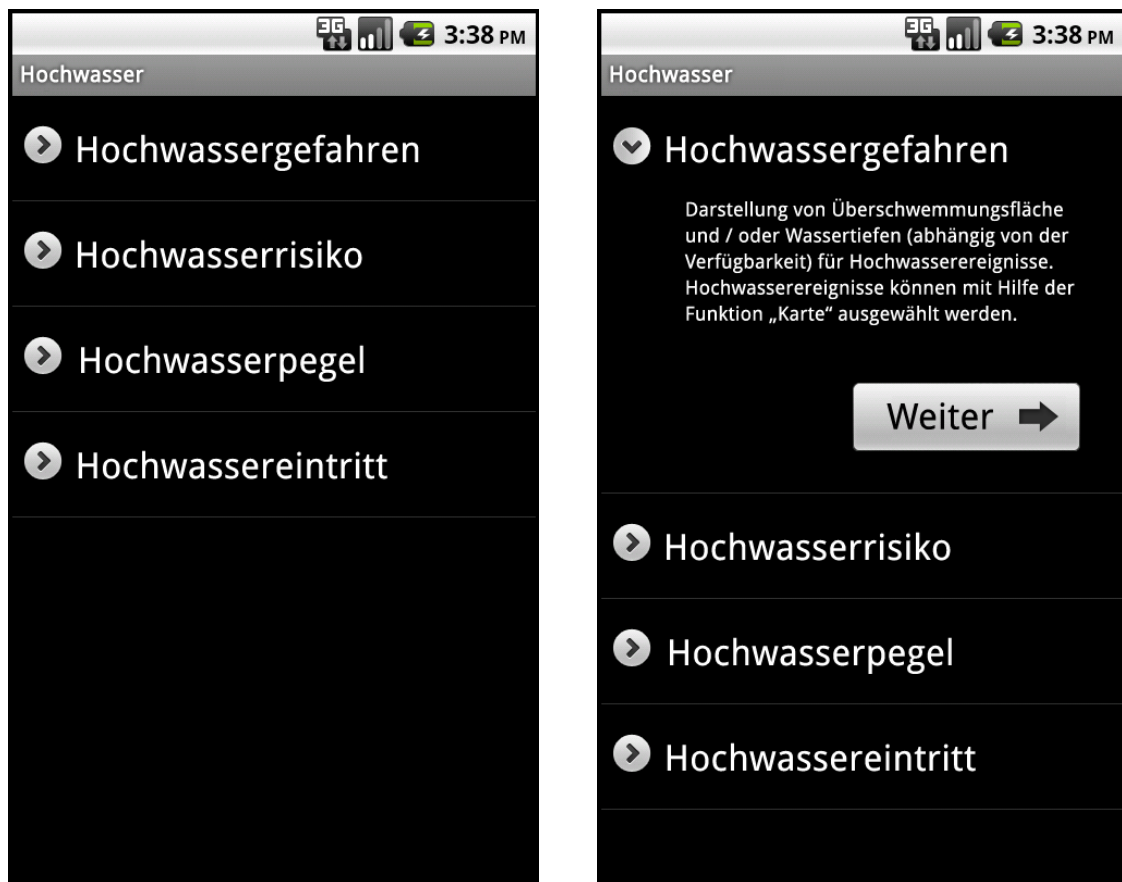 3G 3:38 PM
Hochwasser
Hochwassergefahren
Hochwasserrisiko
Hochwasserpegel
Hochwassereintritt
3G 3:38 PM
Hochwasser
Hochwassergefahren
Darstellung von Überschwemmungsfläche
und / oder Wassertiefen (abhängig von der
Verfügbarkeit) für Hochwasserereignisse.
Hochwasserereignisse können mit Hilfe der
Funktion „Karte“ ausgewählt werden.
Weiter
Hochwasserrisiko
Hochwasserpegel
Hochwassereintritt